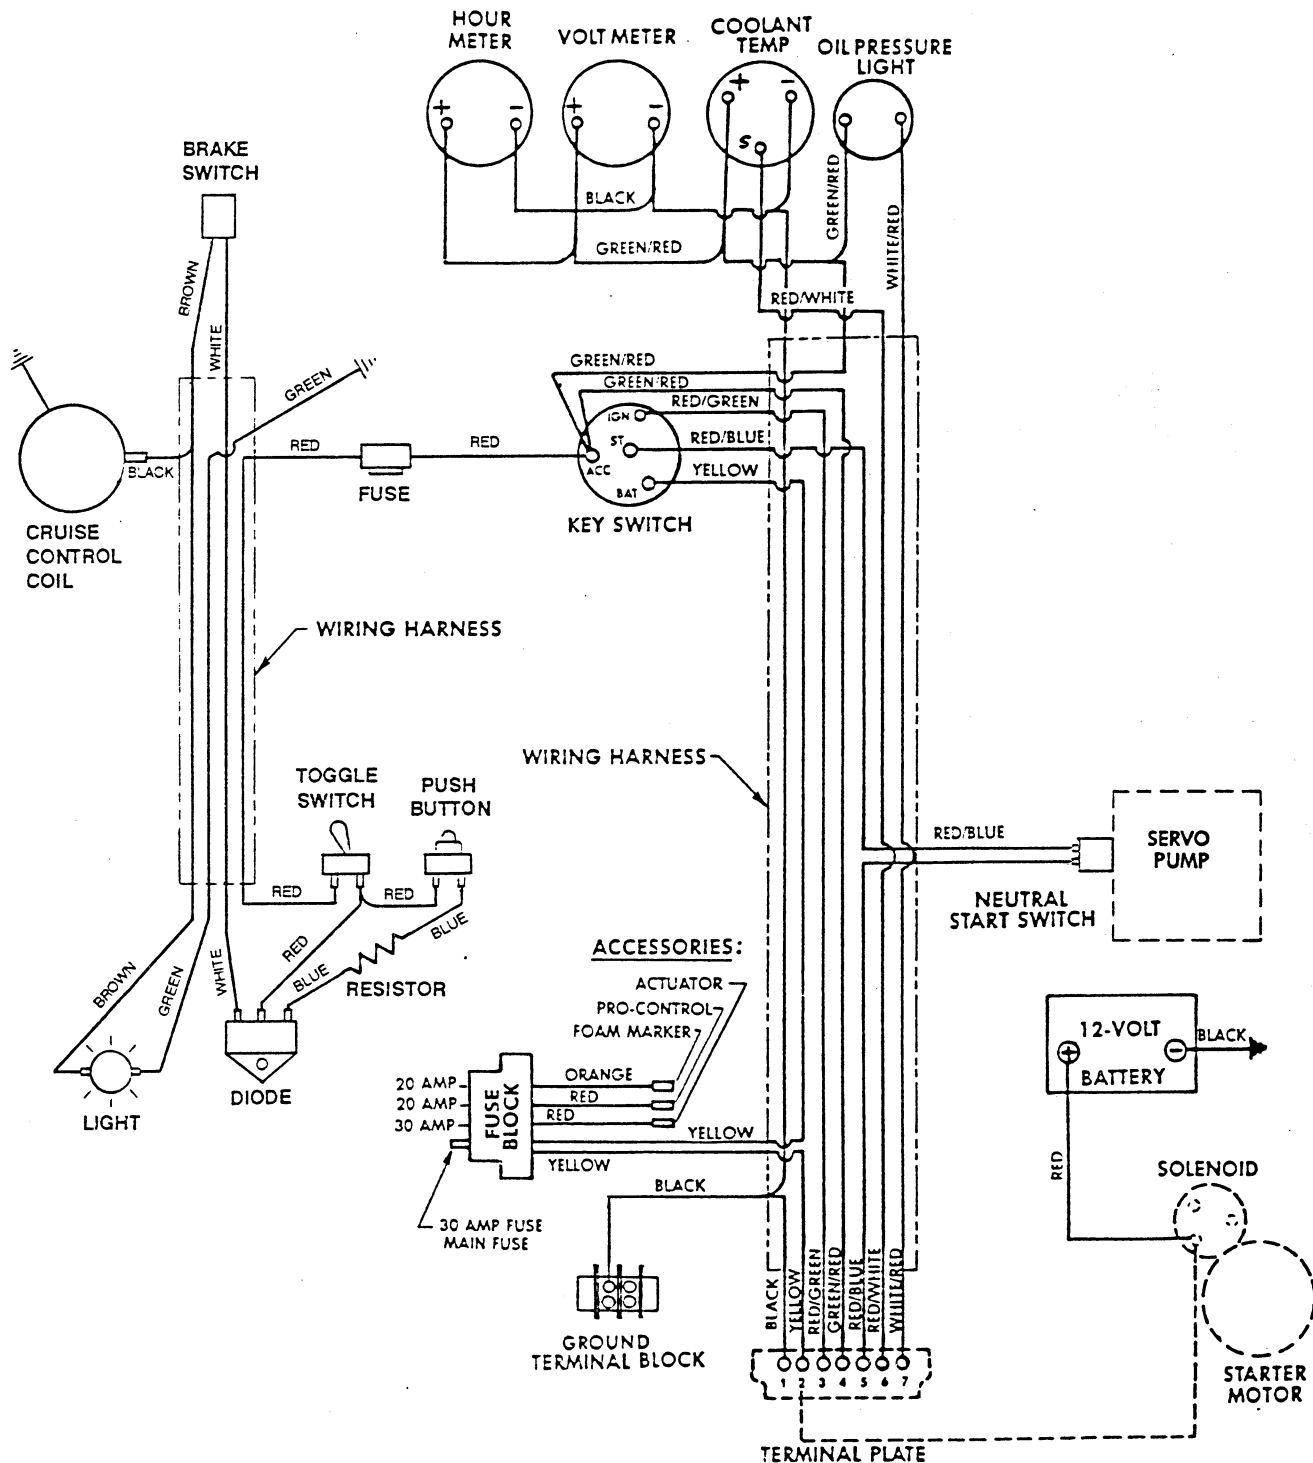 HOUR
METER
VOLT METER
COOLANT
TEMP
OIL PRESSURE
LIGHT
+
-
+
-
+
-
S
BRAKE
SWITCH
BLACK
GREEN/RED
GREEN/RED
WHITE/RED
BROWN
WHITE
RED/WHITE
GREEN
GREEN/RED
GREEN/RED
RED/GREEN
IGN
ST
RED/BLUE
RED
RED
ACC
YELLOW
BAT
BLACK
FUSE
KEY SWITCH
CRUISE
CONTROL
COIL
WIRING HARNESS
WIRING HARNESS
TOGGLE
SWITCH
PUSH
BUTTON
RED/BLUE
SERVO
PUMP
NEUTRAL
START SWITCH
RED
RED
BLUE
RED
BLUE
RESISTOR
BROWN
GREEN
WHITE
ACCESSORIES:
ACTUATOR
PRO-CONTROL
FOAM MARKER
12-VOLT
+
-
BLACK
BATTERY
LIGHT
DIODE
20 AMP
20 AMP
30 AMP
FUSE
BLOCK
ORANGE
RED
RED
YELLOW
YELLOW
BLACK
30 AMP FUSE
MAIN FUSE
RED
SOLENOID
BLACK
YELLOW
RED/GREEN
GREEN/RED
RED/BLUE
RED/WHITE
WHITE/RED
GROUND
TERMINAL BLOCK
1 2 3 4 5 6 7
STARTER
MOTOR
TERMINAL PLATE